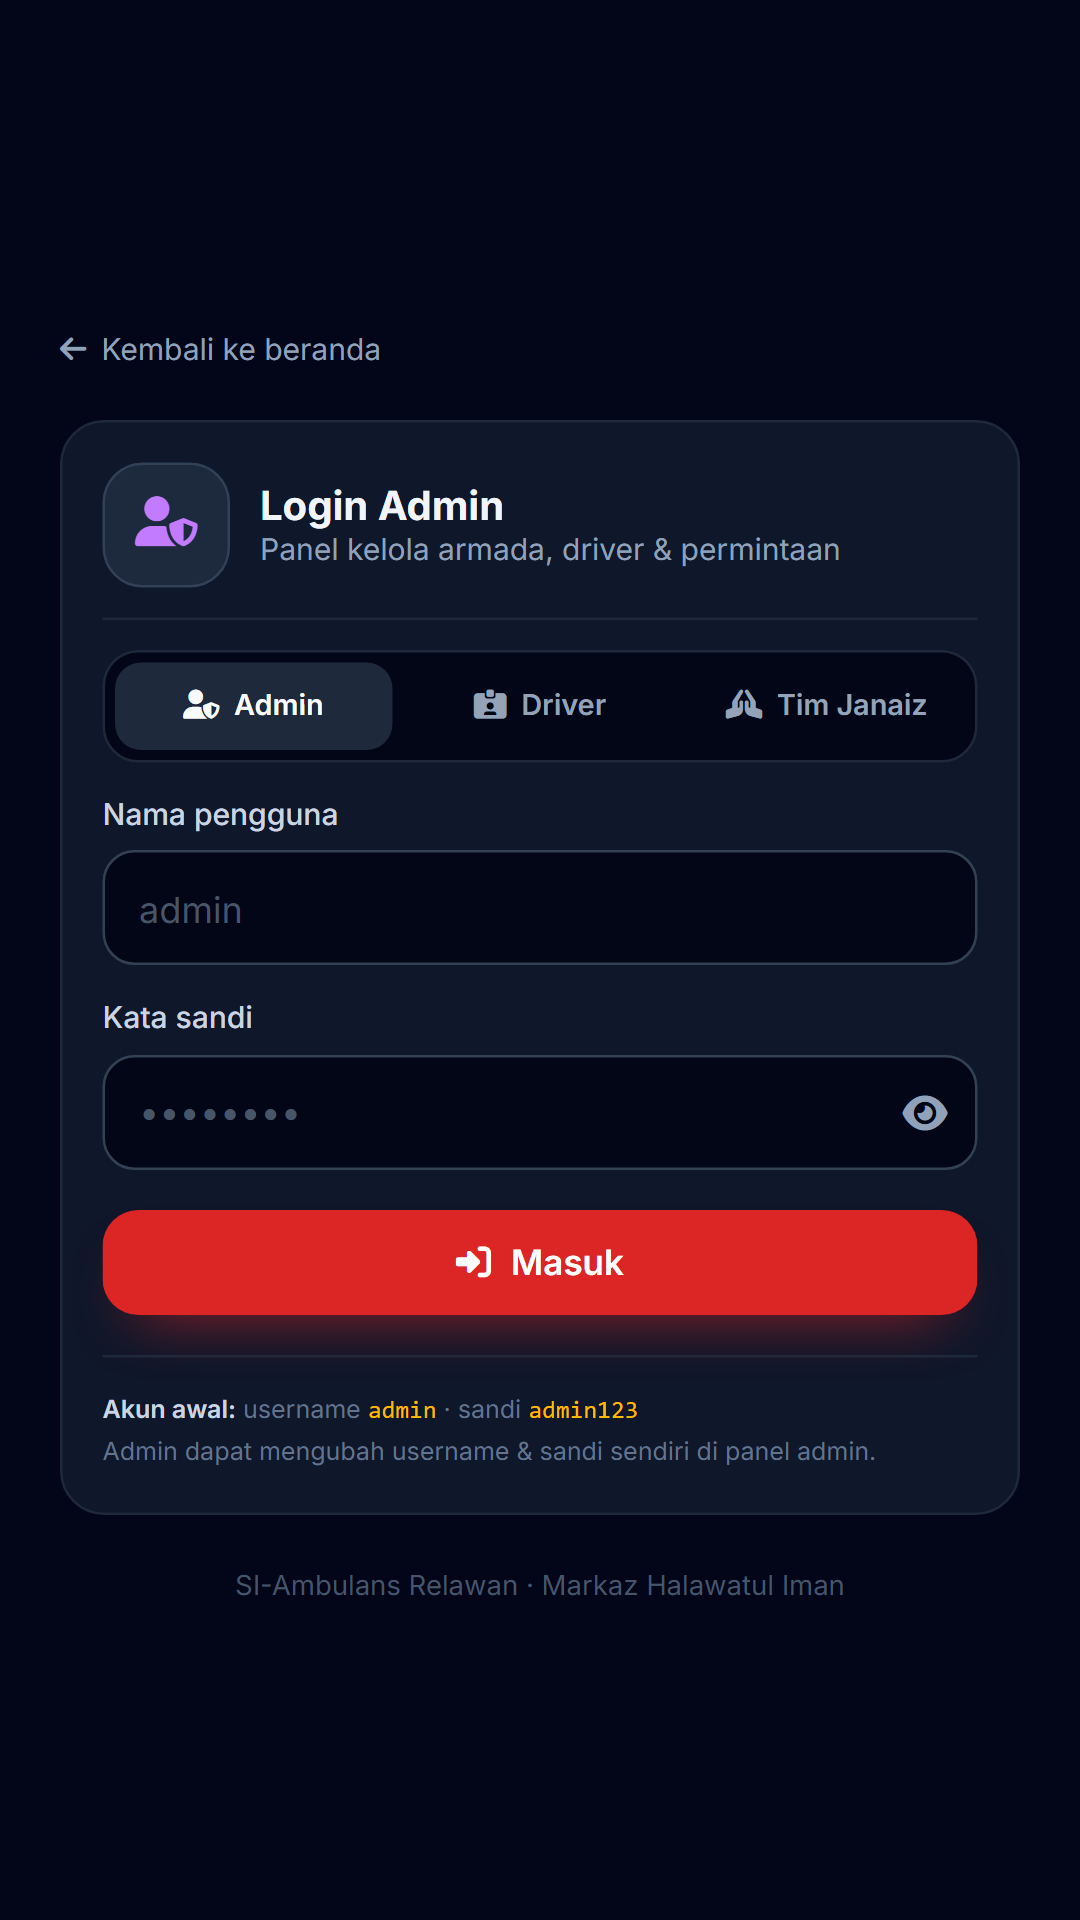 Kembali ke beranda
Login Admin
Panel kelola armada, driver & permintaan
Admin
Driver
Tim Janaiz
Nama pengguna
admin
Kata sandi
••••••••
Masuk
Akun awal: username admin · sandi admin123
Admin dapat mengubah username & sandi sendiri di panel admin.
SI-Ambulans Relawan · Markaz Halawatul Iman